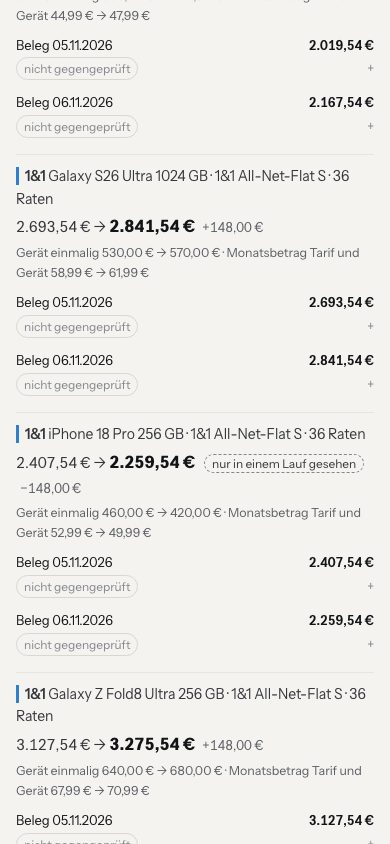 Gerät 44,99 € → 47,99 €
Beleg 05.11.2026 2.019,54 €
nicht gegengeprüft +
Beleg 06.11.2026 2.167,54 €
nicht gegengeprüft +
1&1 Galaxy S26 Ultra 1024 GB · 1&1 All-Net-Flat S · 36
Raten
2.693,54 € → 2.841,54 € +148,00 €
Gerät einmalig 530,00 € → 570,00 € · Monatsbetrag Tarif und
Gerät 58,99 € → 61,99 €
Beleg 05.11.2026 2.693,54 €
nicht gegengeprüft +
Beleg 06.11.2026 2.841,54 €
nicht gegengeprüft +
1&1 iPhone 18 Pro 256 GB · 1&1 All-Net-Flat S · 36 Raten
2.407,54 € → 2.259,54 € nur in einem Lauf gesehen
−148,00 €
Gerät einmalig 460,00 € → 420,00 € · Monatsbetrag Tarif und
Gerät 52,99 € → 49,99 €
Beleg 05.11.2026 2.407,54 €
nicht gegengeprüft +
Beleg 06.11.2026 2.259,54 €
nicht gegengeprüft +
1&1 Galaxy Z Fold8 Ultra 256 GB · 1&1 All-Net-Flat S · 36
Raten
3.127,54 € → 3.275,54 € +148,00 €
Gerät einmalig 640,00 € → 680,00 € · Monatsbetrag Tarif und
Gerät 67,99 € → 70,99 €
Beleg 05.11.2026 3.127,54 €
nicht gegengeprüft +